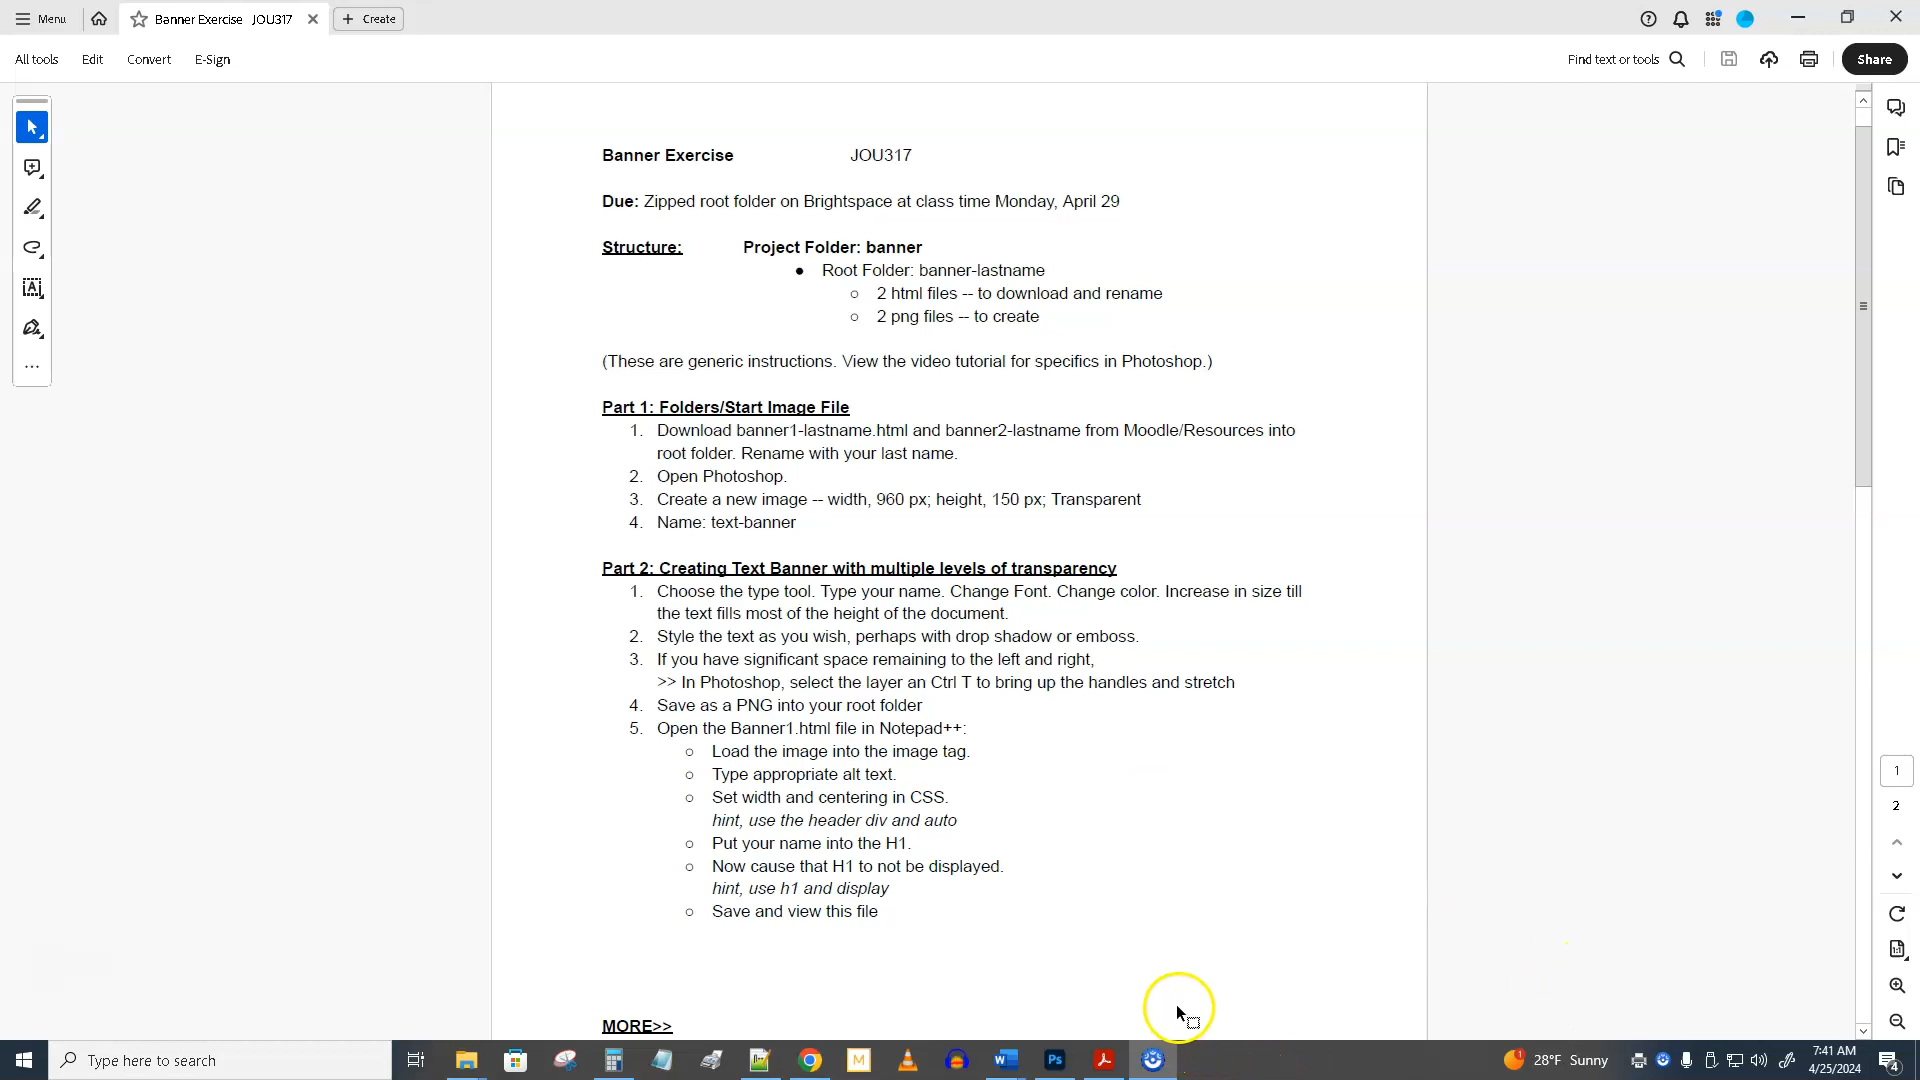 Menu
Banner Exercise JOU317
Create
All tools
Edit
Convert
E-Sign
Find text or tools
Share
Banner Exercise JOU317
Due: Zipped root folder on Brightspace at class time Monday, April 29
Structure: Project Folder: banner
● Root Folder: banner-lastname
○ 2 html files -- to download and rename
○ 2 png files -- to create
(These are generic instructions. View the video tutorial for specifics in Photoshop.)
Part 1: Folders/Start Image File
1. Download banner1-lastname.html and banner2-lastname from Moodle/Resources into
root folder. Rename with your last name.
2. Open Photoshop.
3. Create a new image -- width, 960 px; height, 150 px; Transparent
4. Name: text-banner
Part 2: Creating Text Banner with multiple levels of transparency
1. Choose the type tool. Type your name. Change Font. Change color. Increase in size till
the text fills most of the height of the document.
2. Style the text as you wish, perhaps with drop shadow or emboss.
3. If you have significant space remaining to the left and right,
>> In Photoshop, select the layer an Ctrl T to bring up the handles and stretch
4. Save as a PNG into your root folder
5. Open the Banner1.html file in Notepad++:
○ Load the image into the image tag.
○ Type appropriate alt text.
○ Set width and centering in CSS.
hint, use the header div and auto
○ Put your name into the H1.
○ Now cause that H1 to not be displayed.
hint, use h1 and display
○ Save and view this file
MORE>>
1
2
Type here to search
28°F Sunny
7:41 AM
4/25/2024